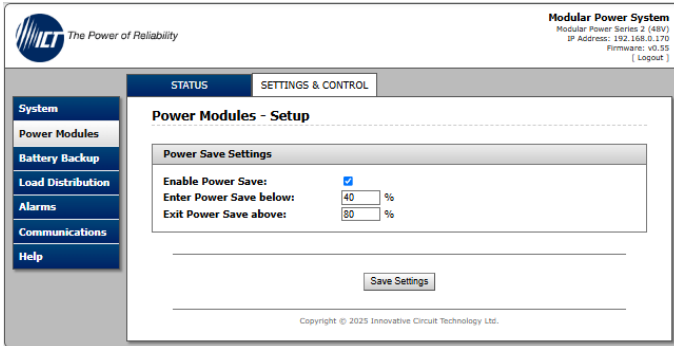 ICT The Power of Reliability
Modular Power System
Modular Power Series 2 (48V)
IP Address: 192.168.0.170
Firmware: v0.55
[ Logout ]
STATUS SETTINGS & CONTROL
System
Power Modules
Battery Backup
Load Distribution
Alarms
Communications
Help
Power Modules - Setup
Power Save Settings
Enable Power Save:
Enter Power Save below: 40 %
Exit Power Save above: 80 %
Save Settings
Copyright © 2025 Innovative Circuit Technology Ltd.